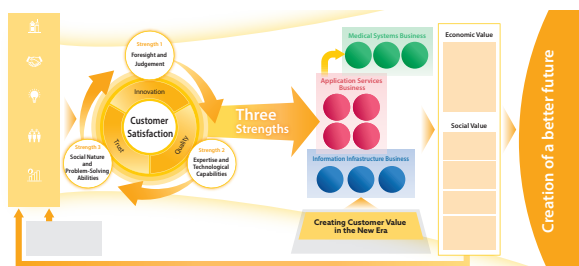 Strength 1
Foresight and
Judgement
Innovation
Customer
Satisfaction
Trust
Quality
Strength 3
Social Nature
and
Problem-Solving
Abilities
Strength 2
Expertise and
Technological
Capabilities
Three
Strengths
Medical Systems Business
Application Services
Business
Information Infrastructure Business
Creating Customer Value
in the New Era
Economic Value
Social Value
Creation of a better future